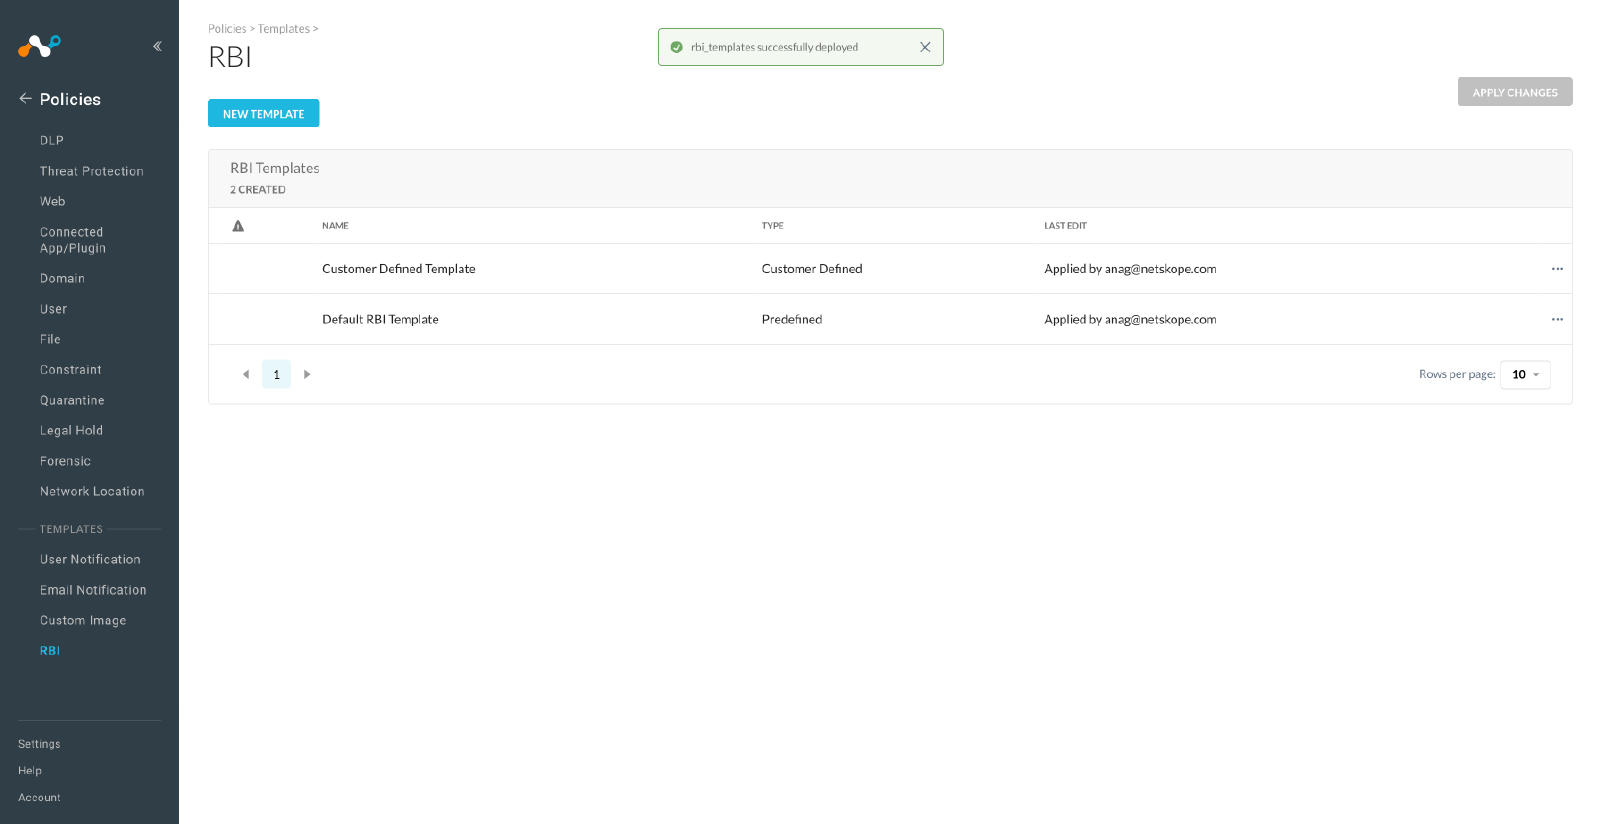 Policies > Templates >
RBI
rbi_templates successfully deployed
APPLY CHANGES
NEW TEMPLATE
Policies
DLP
Threat Protection
Web
Connected
App/Plugin
Domain
User
File
Constraint
Quarantine
Legal Hold
Forensic
Network Location
TEMPLATES
User Notification
Email Notification
Custom Image
RBI
Settings
Help
Account
RBI Templates
2 CREATED
NAME TYPE LAST EDIT
Customer Defined Template Customer Defined Applied by anag@netskope.com
Default RBI Template Predefined Applied by anag@netskope.com
1
Rows per page: 10